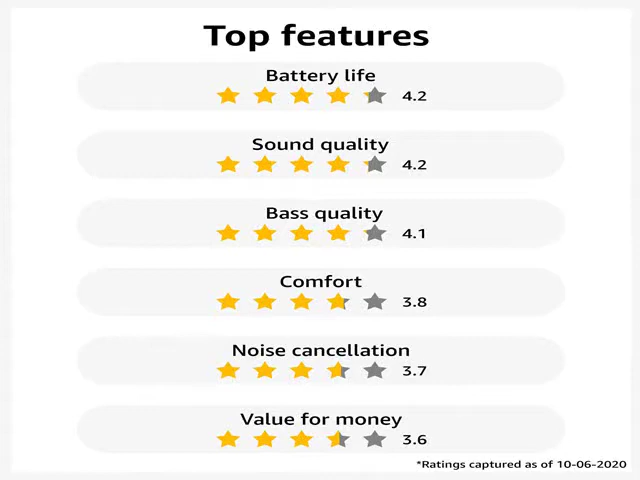 Top features
Battery life
4.2
Sound quality
4.2
Bass quality
4.1
Comfort
3.8
Noise cancellation
3.7
Value for money
3.6
*Ratings captured as of 10-06-2020